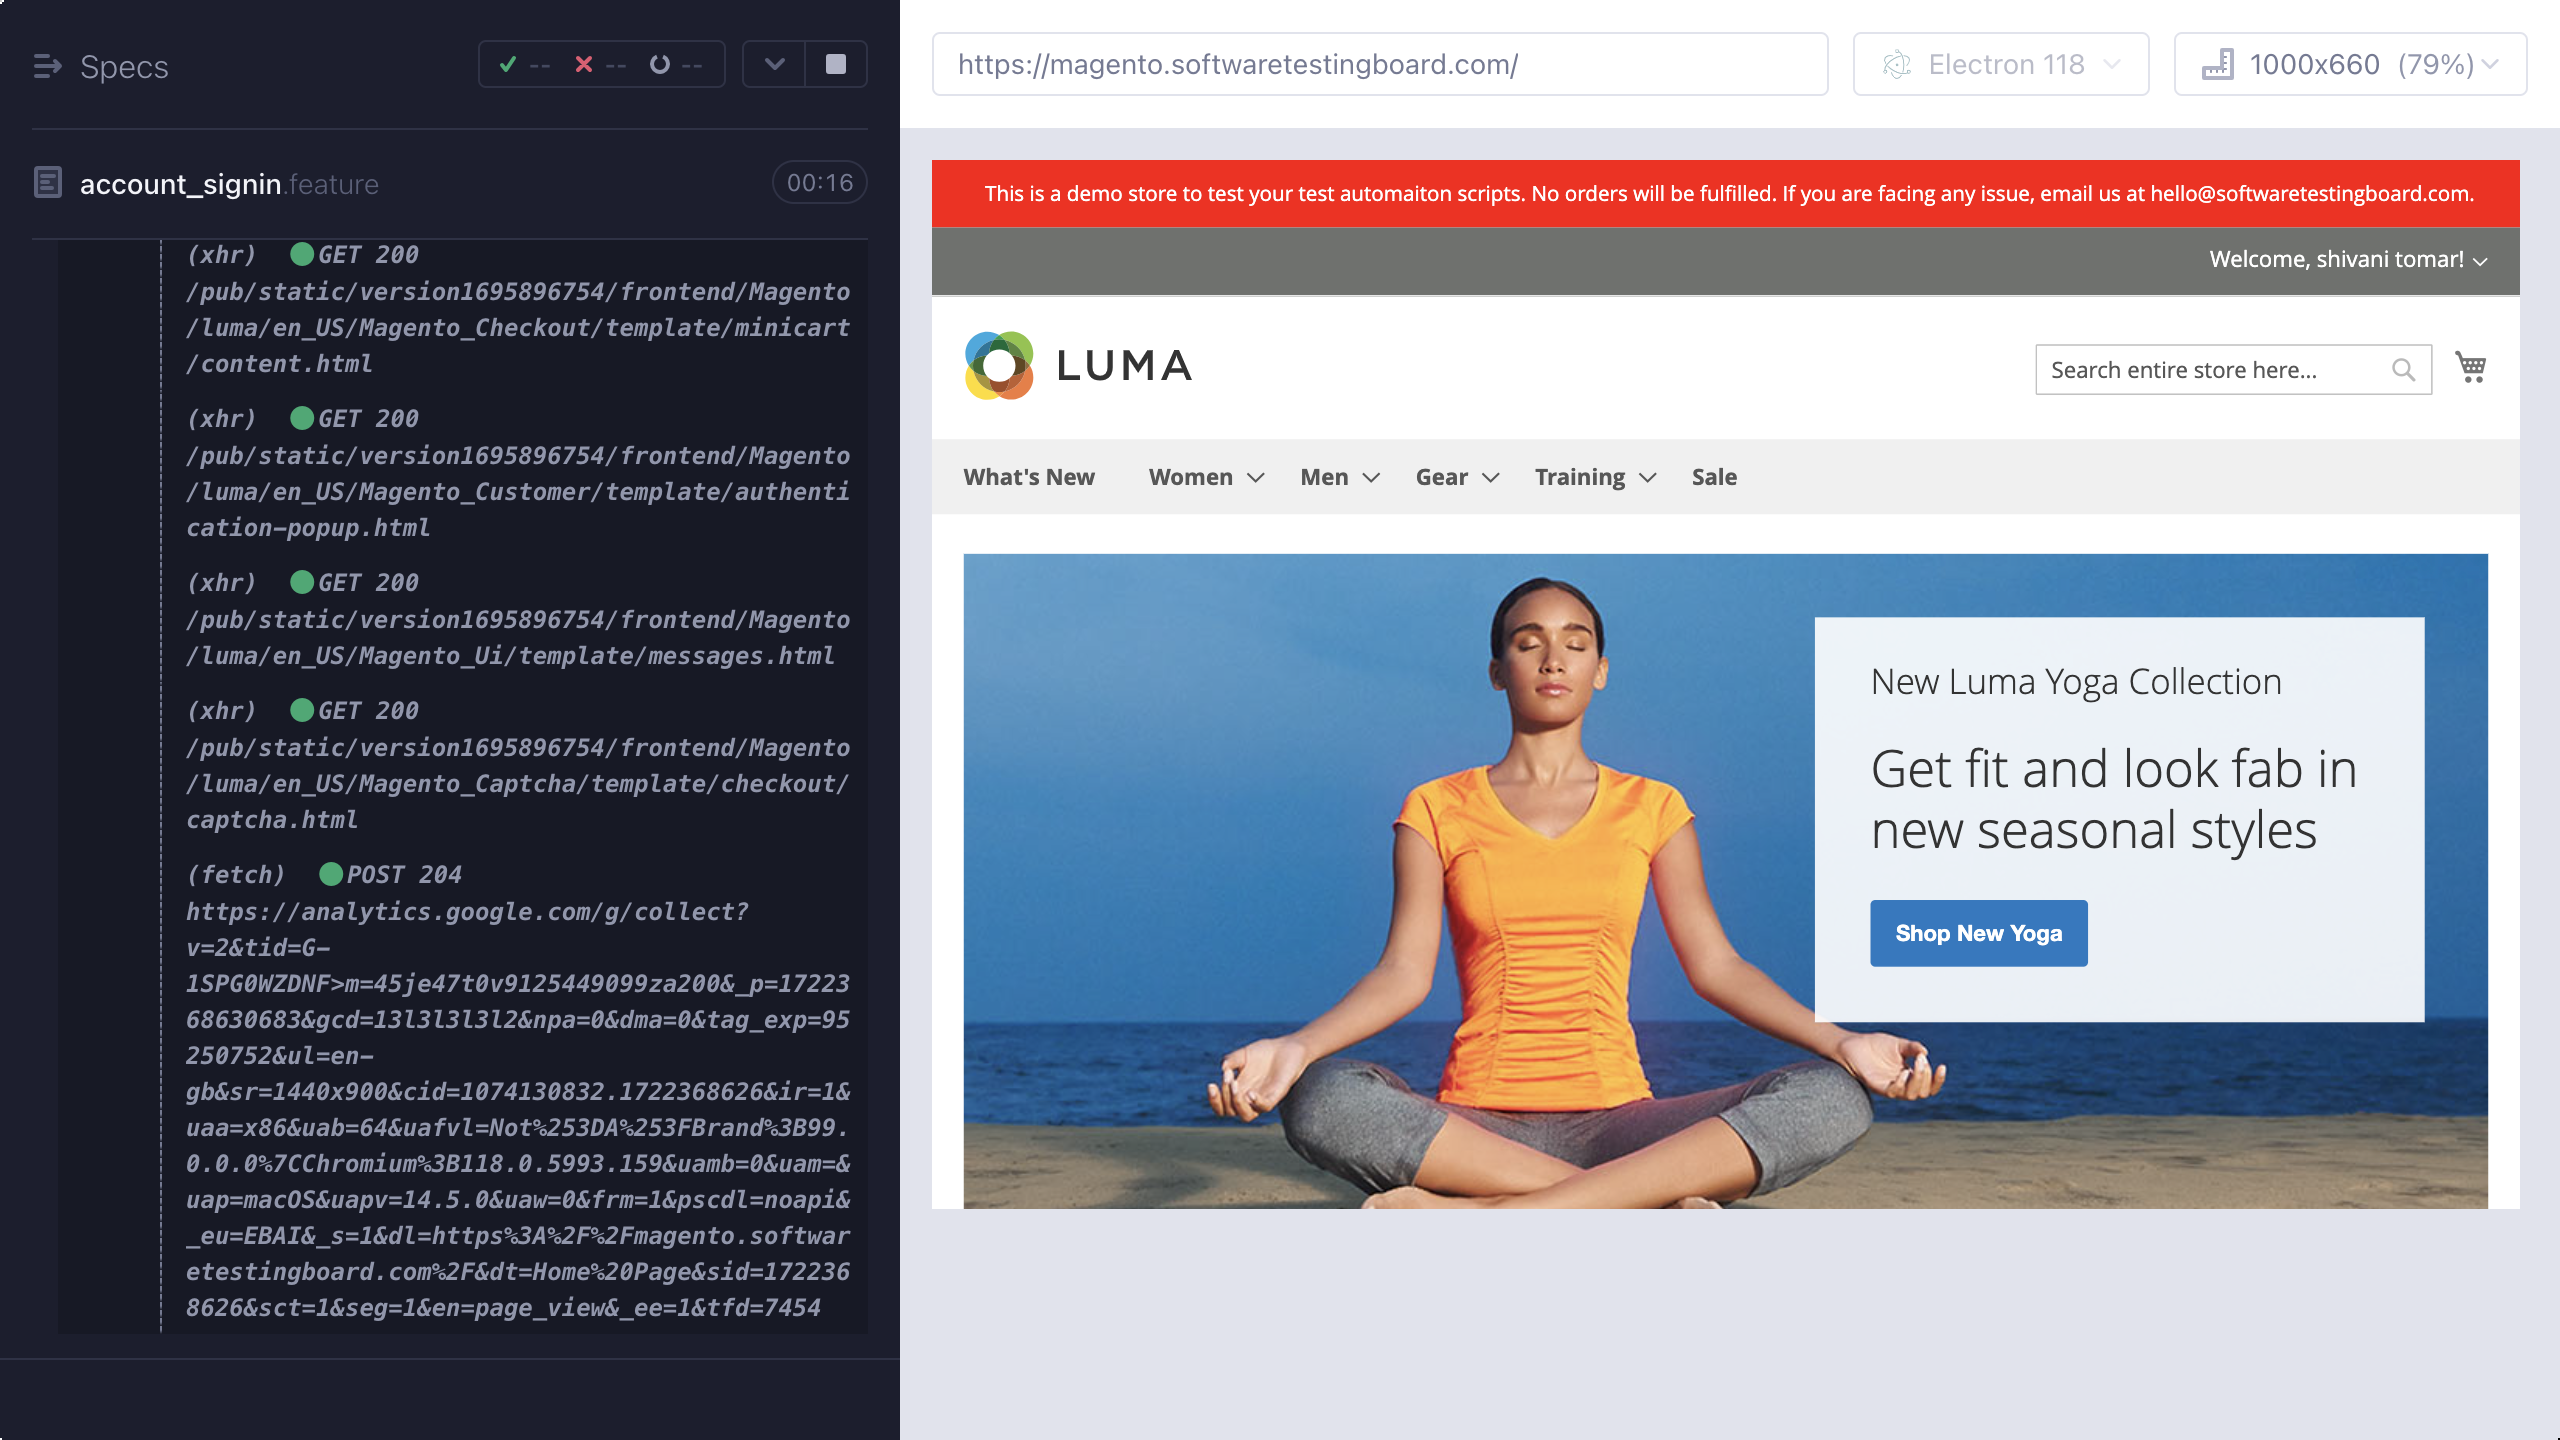 Specs
-- -- --
account_signin.feature
00:16
(xhr) GET 200
/pub/static/version1695896754/frontend/Magento
/luma/en_US/Magento_Checkout/template/minicart
/content.html
(xhr) GET 200
/pub/static/version1695896754/frontend/Magento
/luma/en_US/Magento_Customer/template/authenti
cation-popup.html
(xhr) GET 200
/pub/static/version1695896754/frontend/Magento
/luma/en_US/Magento_Ui/template/messages.html
(xhr) GET 200
/pub/static/version1695896754/frontend/Magento
/luma/en_US/Magento_Captcha/template/checkout/
captcha.html
(fetch) POST 204
https://analytics.google.com/g/collect?
v=2&tid=G-
1SPG0WZDNF>m=45je47t0v9125449099za200&_p=17223
68630683&gcd=13l3l3l3l2&npa=0&dma=0&tag_exp=95
250752&ul=en-
gb&sr=1440x900&cid=1074130832.1722368626&ir=1&
uaa=x86&uab=64&uafvl=Not%253DA%253FBrand%3B99.
0.0.0%7CChromium%3B118.0.5993.159&uamb=0&uam=&
uap=macOS&uapv=14.5.0&uaw=0&frm=1&pscdl=noapi&
_eu=EBAI&_s=1&dl=https%3A%2F%2Fmagento.softwar
etestingboard.com%2F&dt=Home%20Page&sid=172236
8626&sct=1&seg=1&en=page_view&_ee=1&tfd=7454
https://magento.softwaretestingboard.com/
Electron 118
1000x660 (79%)
This is a demo store to test your test automaiton scripts. No orders will be fulfilled. If you are facing any issue, email us at hello@softwaretestingboard.com.
Welcome, shivani tomar!
LUMA
Search entire store here...
What's New Women Men Gear Training Sale
New Luma Yoga Collection
Get fit and look fab in
new seasonal styles
Shop New Yoga